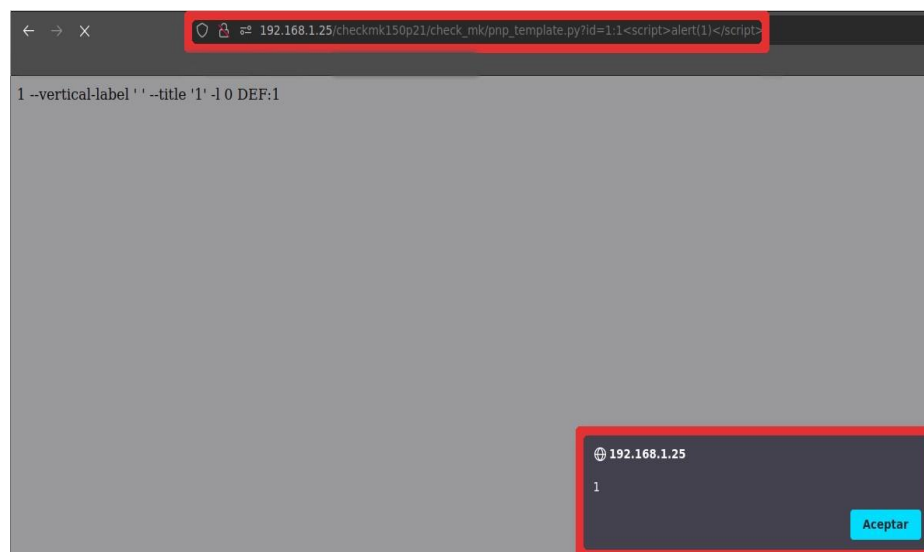 192.168.1.25/checkmk150p21/check_mk/pnp_template.py?id=1:1<script>alert(1)</script>
1 --vertical-label ' ' --title '1' -l 0 DEF:1
192.168.1.25
1
Aceptar